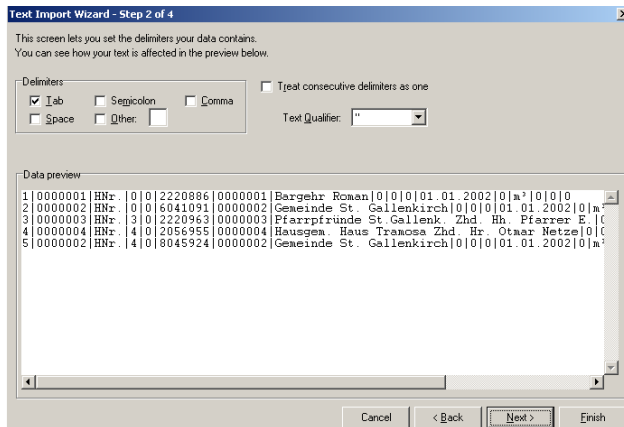 Text Import Wizard - Step 2 of 4
This screen lets you set the delimiters your data contains.
You can see how your text is affected in the preview below.
Delimiters
Tab
Semicolon
Comma
Space
Other:
Treat consecutive delimiters as one
Text Qualifier: "
Data preview
1|0000001|HNr.|0|0|2220886|0000001|Bargehr Roman|0|0|0|01.01.2002|0|m³|0|0|0
2|0000002|HNr.|0|0|6041091|0000002|Gemeinde St. Gallenkirch|0|0|0|01.01.2002|0|m³
3|0000003|HNr.|3|0|2220963|0000003|Pfarrpfründe St.Gallenk. Zhd. Hh. Pfarrer E.|0
4|0000004|HNr.|4|0|2056955|0000004|Hausgem. Haus Tramosa Zhd. Hr. Otmar Netze|0|0
5|0000002|HNr.|4|0|8045924|0000002|Gemeinde St. Gallenkirch|0|0|0|01.01.2002|0|m³
Cancel
< Back
Next >
Finish